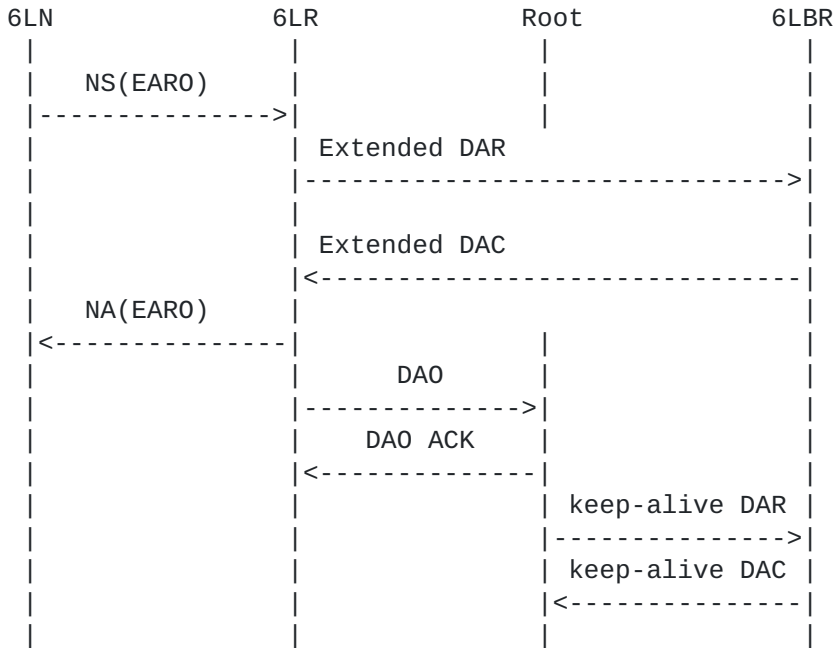 6LN 6LR Root 6LBR
NS(EARO)
Extended DAR
Extended DAC
NA(EARO)
DAO
DAO ACK
keep-alive DAR
keep-alive DAC